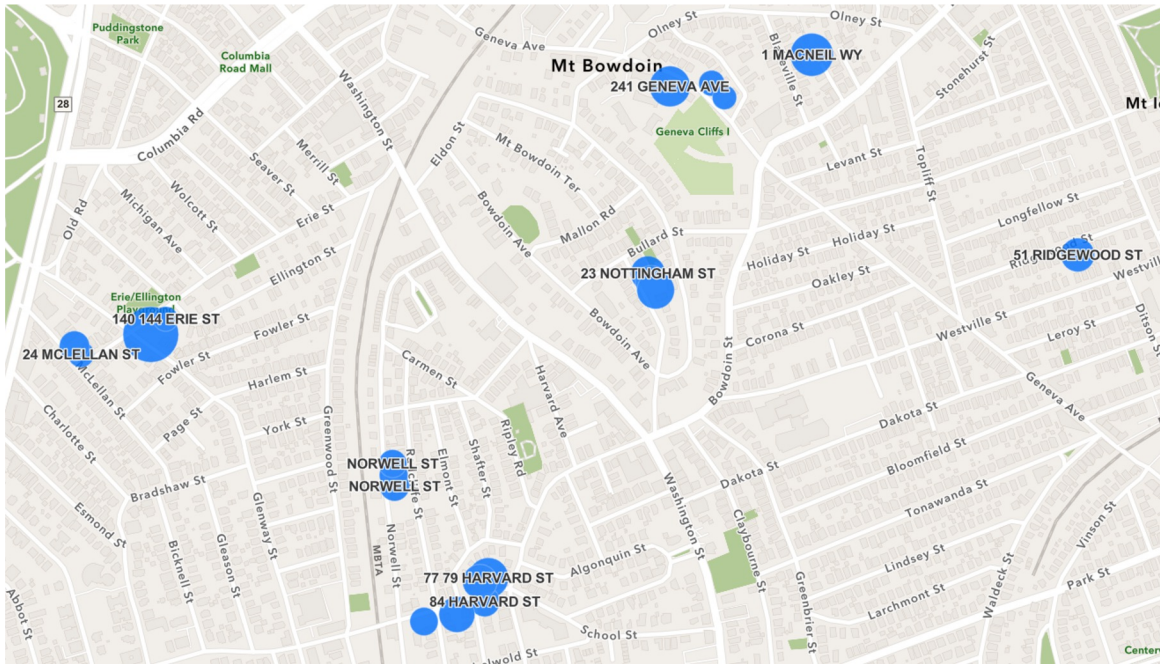 Puddingstone
Park
Columbia
Road Mall
28
Columbia Rd
Old Rd
Washington St
Geneva Ave
Olney St
Olney St
Mt Bowdoin
1 MACNEIL WY
241 GENEVA AVE
Geneva Cliffs I
Stonehurst St
Levant St
Topliff St
Eldon St
Mt Bowdoin Ter
Merrill St
Seaver St
Wolcott St
Michigan Ave
Erie St
Ellington St
Bowdoin Ave
Mallon Rd
Bullard St
Longfellow St
Holiday St
Holiday St
Oakley St
51 RIDGEWOOD ST
23 NOTTINGHAM ST
Erie/Ellington
140 144 ERIE ST
24 MCLELLAN ST
McLellan St
Fowler St
Fowler St
Bowdoin Ave
Corona St
Westville St
Leroy St
Ditson St
Geneva Ave
Harlem St
Carmen St
Harvard Ave
Bowdoin St
Page St
York St
Charlotte St
Greenwood St
Ripley Rd
Shafter St
Elmont St
Dakota St
Bloomfield St
Dakota St
Tonawanda St
NORWELL ST
NORWELL ST
Bradshaw St
Esmond St
Glenway St
Gleason St
Bicknell St
Abbot St
MBTA
Norwell St
Washington St
Claybourne St
Greenbrier St
Algonquin St
Lindsey St
Larchmont St
Waldeck St
Park St
Vinson St
77 79 HARVARD ST
84 HARVARD ST
School St